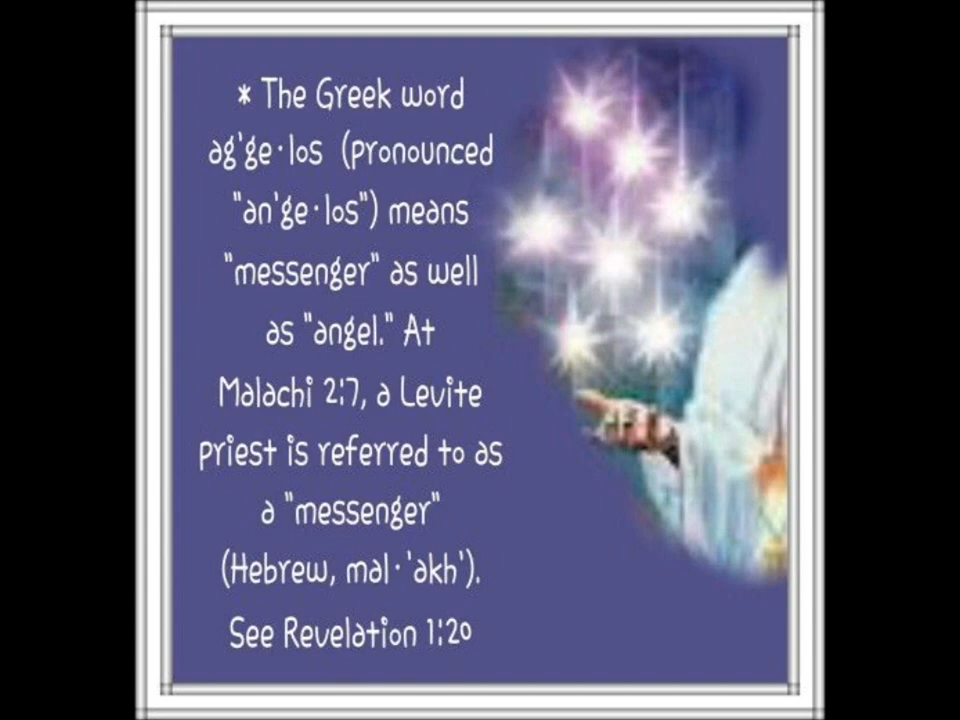 * The Greek word
ag'ge·los (pronounced
"an'ge·los") means
"messenger" as well
as "angel." At
Malachi 2:7, a Levite
priest is referred to as
a "messenger"
(Hebrew, mal·'akh').
See Revelation 1:20